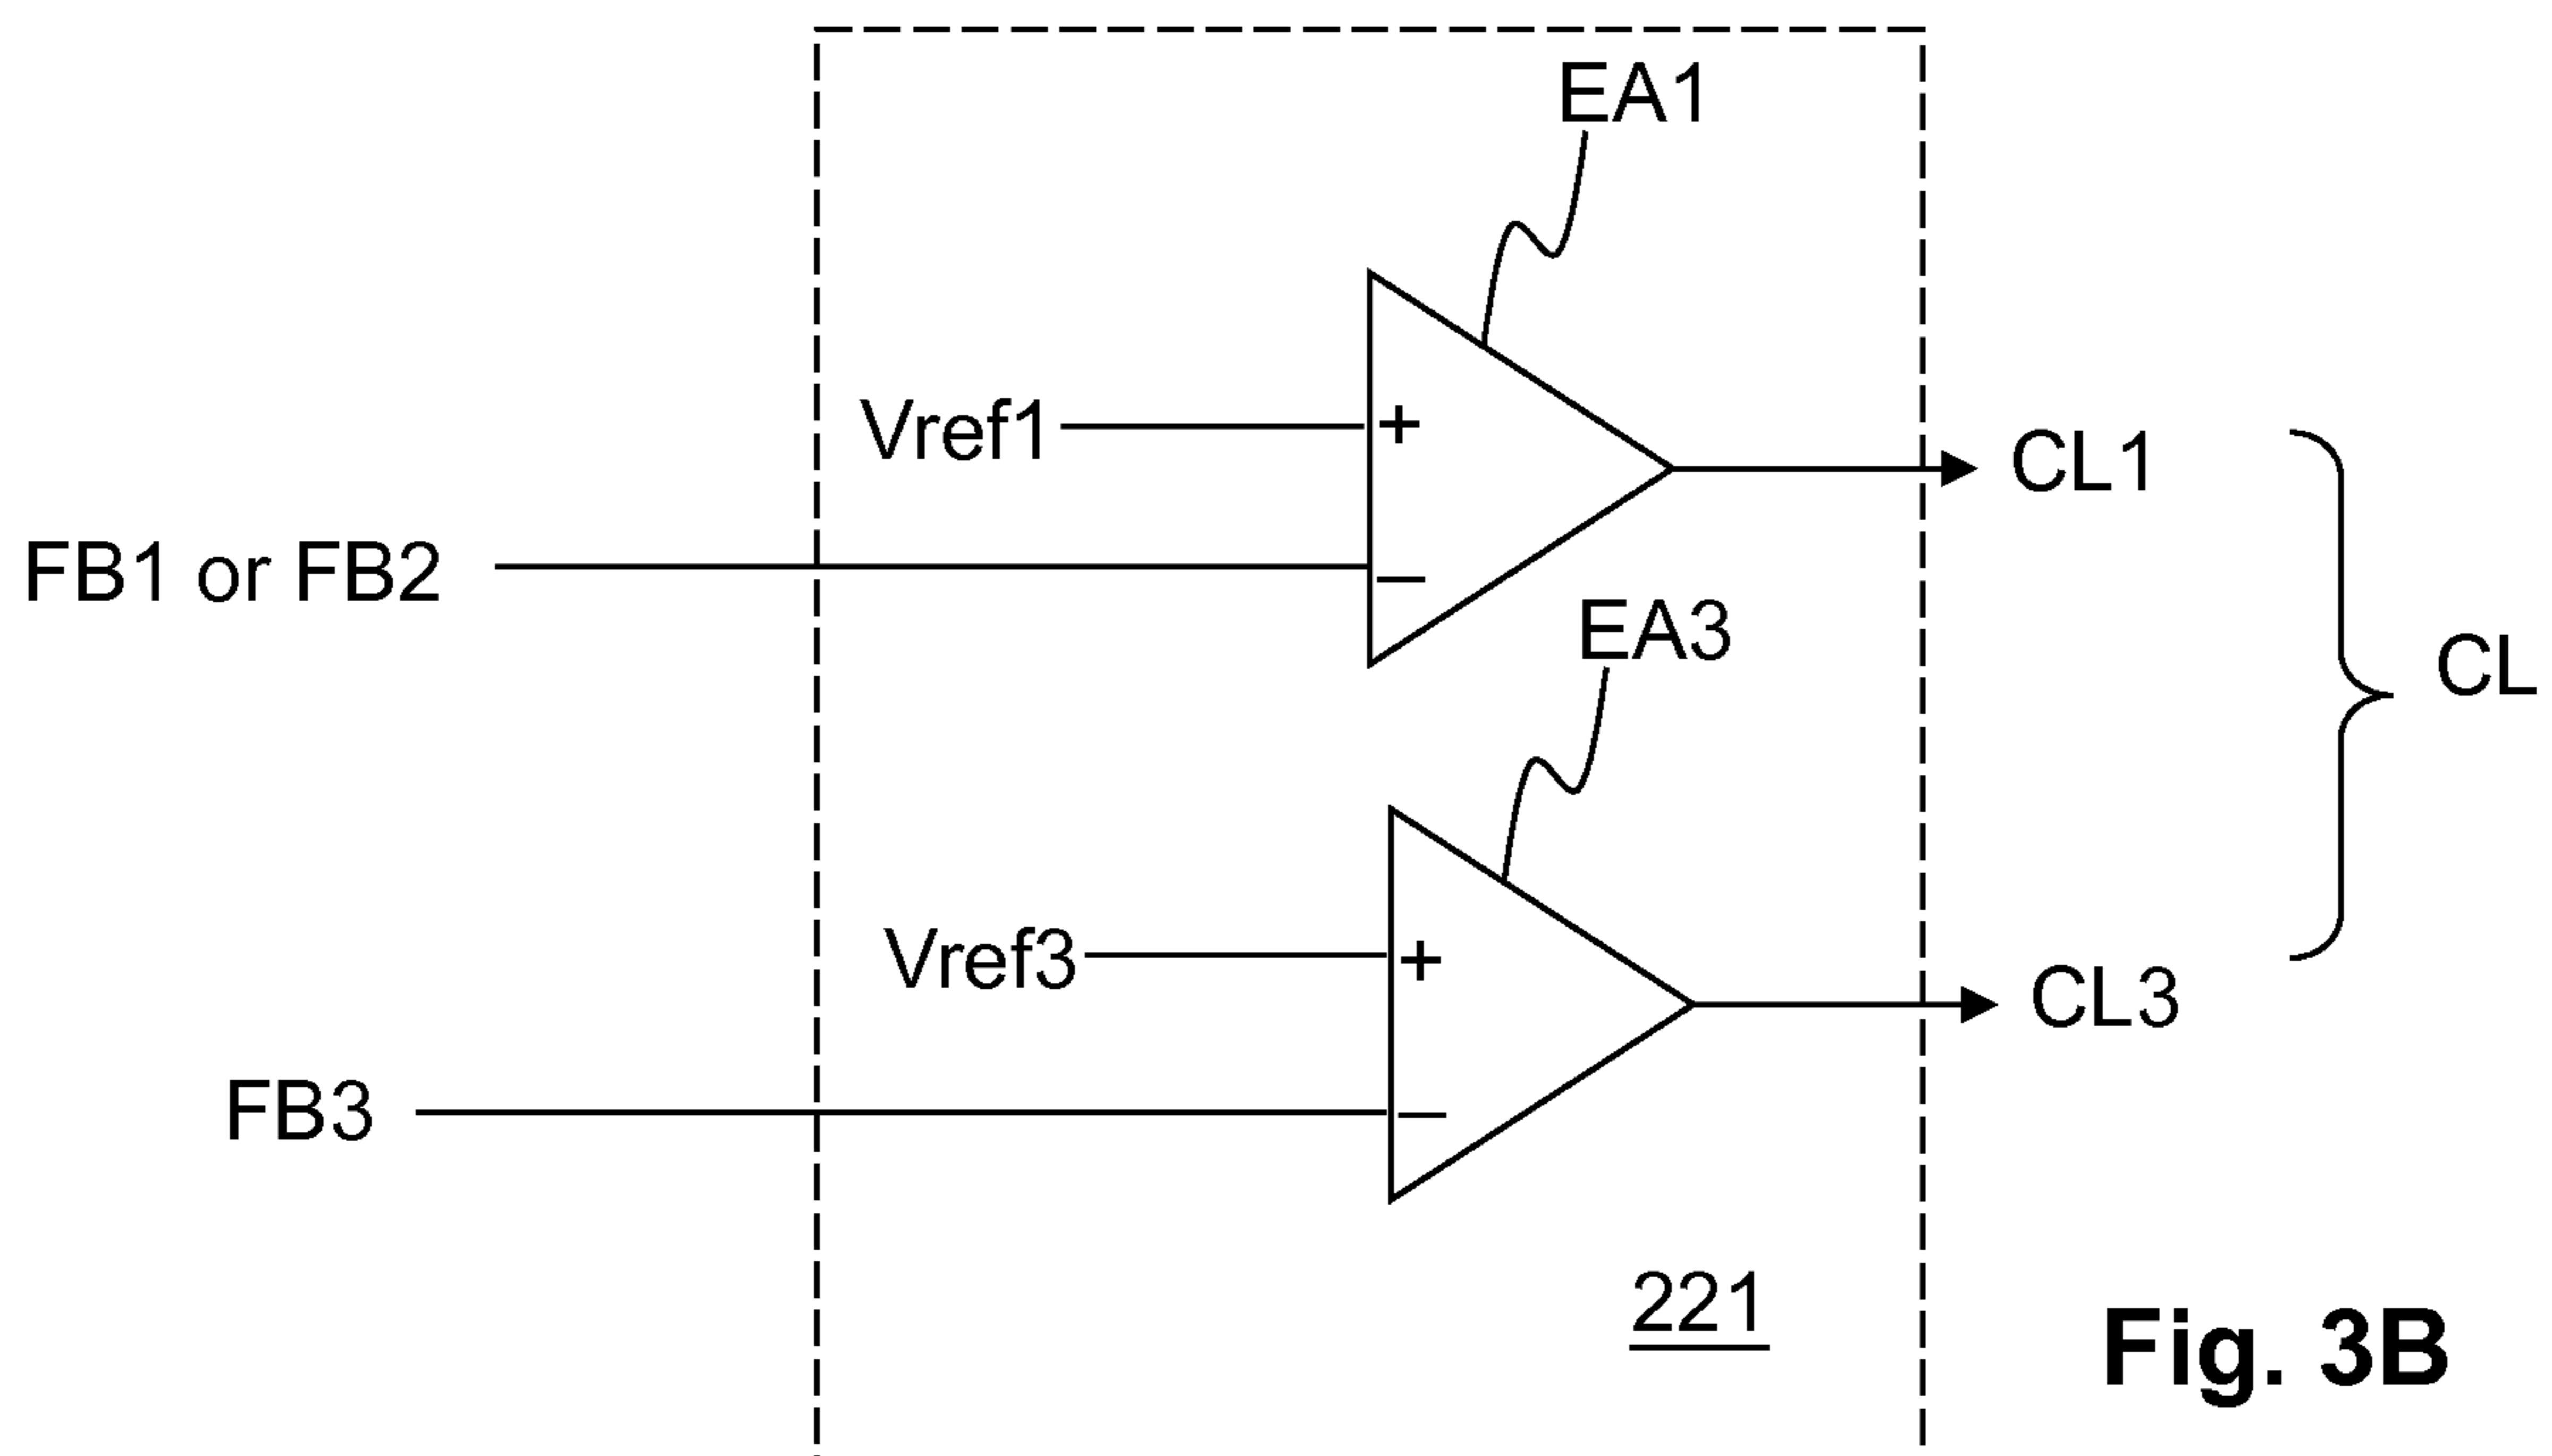 EA1
Vref1
+
CL1
FB1 or FB2
–
EA3
CL
Vref3
+
CL3
FB3
–
221
Fig. 3B